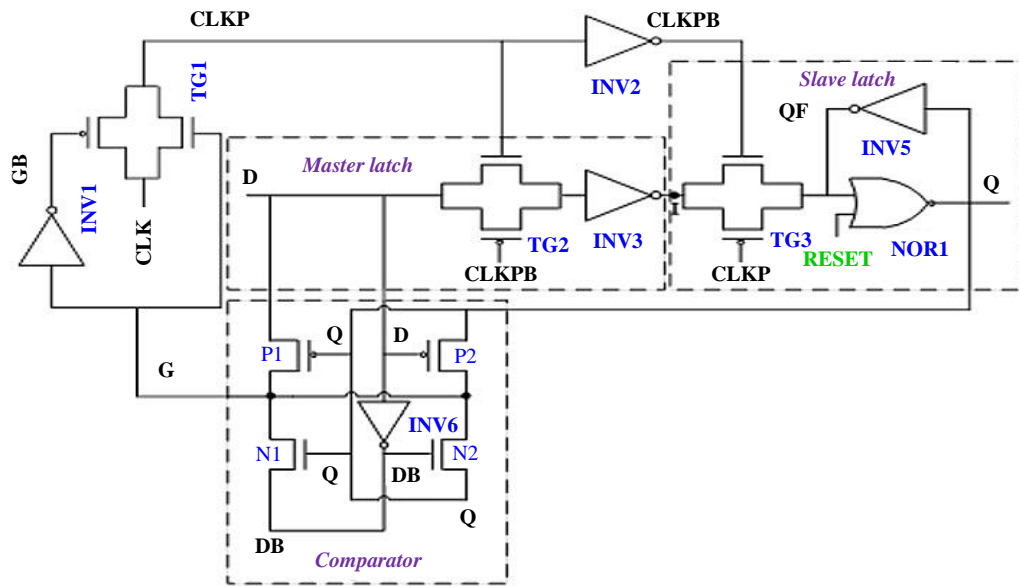 CLKP
CLKPB
TG1
INV2
Slave latch
QF
INV5
GB
Master latch
D
Q
INV1
CLK
TG2
INV3
I
TG3
RESET
NOR1
CLKPB
CLKP
P1
Q
D
P2
G
INV6
N1
Q
DB
N2
Q
DB
Comparator